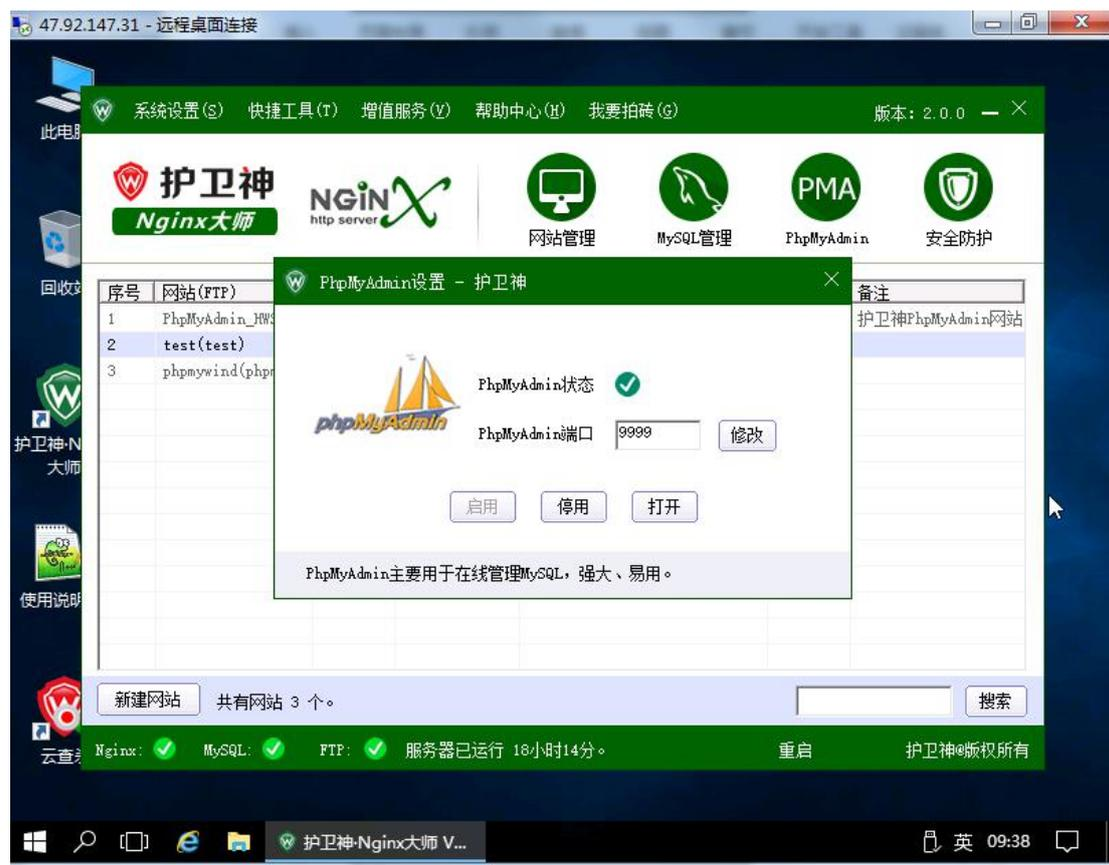 47.92.147.31 - 远程桌面连接
此电脑
系统设置(S) 快捷工具(T) 增值服务(V) 帮助中心(H) 我要拍砖(G) 版本: 2.0.0
护卫神
Nginx大师
NGiNX
http server
PMA
网站管理 MySQL管理 PhpMyAdmin 安全防护
回收站
序号 网站(FTP) 备注
1 PhpMyAdmin_HWS 护卫神PhpMyAdmin网站
2 test(test)
3 phpmywind(phpm
PhpMyAdmin设置 - 护卫神
phpMyAdmin
PhpMyAdmin状态
PhpMyAdmin端口 9999 修改
启用 停用 打开
PhpMyAdmin主要用于在线管理MySQL，强大、易用。
护卫神·N
大师
使用说明
云查杀
新建网站 共有网站 3 个。 搜索
Nginx: MySQL: FTP: 服务器已运行 18小时14分。 重启 护卫神®版权所有
护卫神·Nginx大师 V...
英 09:38